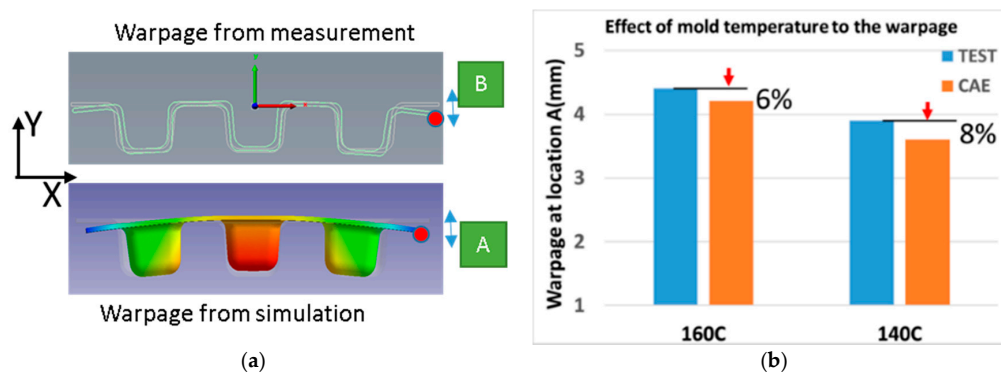 Warpage from measurement
B
Y
X
A
Warpage from simulation
(a)
Effect of mold temperature to the warpage
TEST
CAE
Warpage at location A(mm)
5
4
3
2
1
6%
8%
160C
140C
(b)